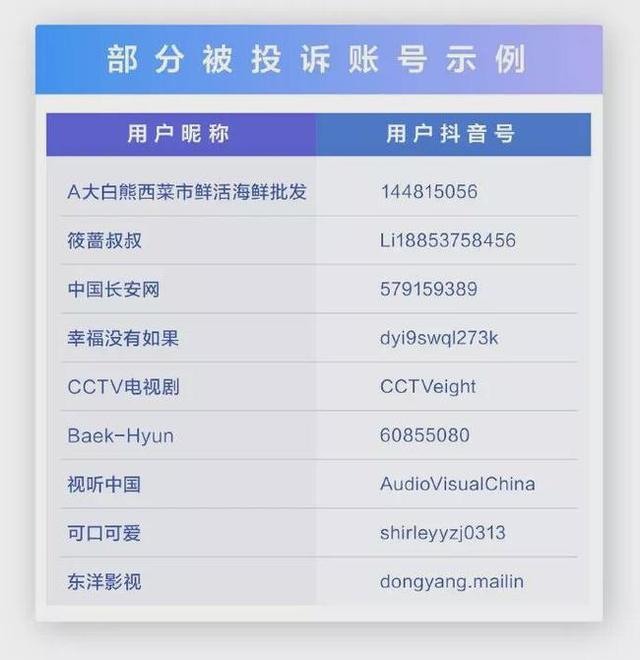 部分被投诉账号示例
用户昵称 用户抖音号
A大白熊西菜市鲜活海鲜批发 144815056
筱蔷叔叔 Li18853758456
中国长安网 579159389
幸福没有如果 dyi9swql273k
CCTV电视剧 CCTVeight
Baek-Hyun 60855080
视听中国 AudioVisualChina
可口可爱 shirleyyzj0313
东洋影视 dongyang.mailin